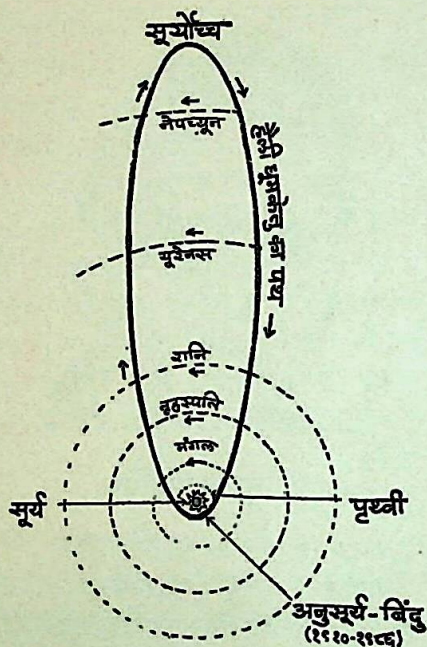 सूर्योच्च
नेपच्यून
हैली धूमकेतु का पथ
यूरेनस
शनि
बृहस्पति
मंगल
सूर्य
पृथ्वी
अनुसूर्य-बिंदु
(१९१०-१९८६)